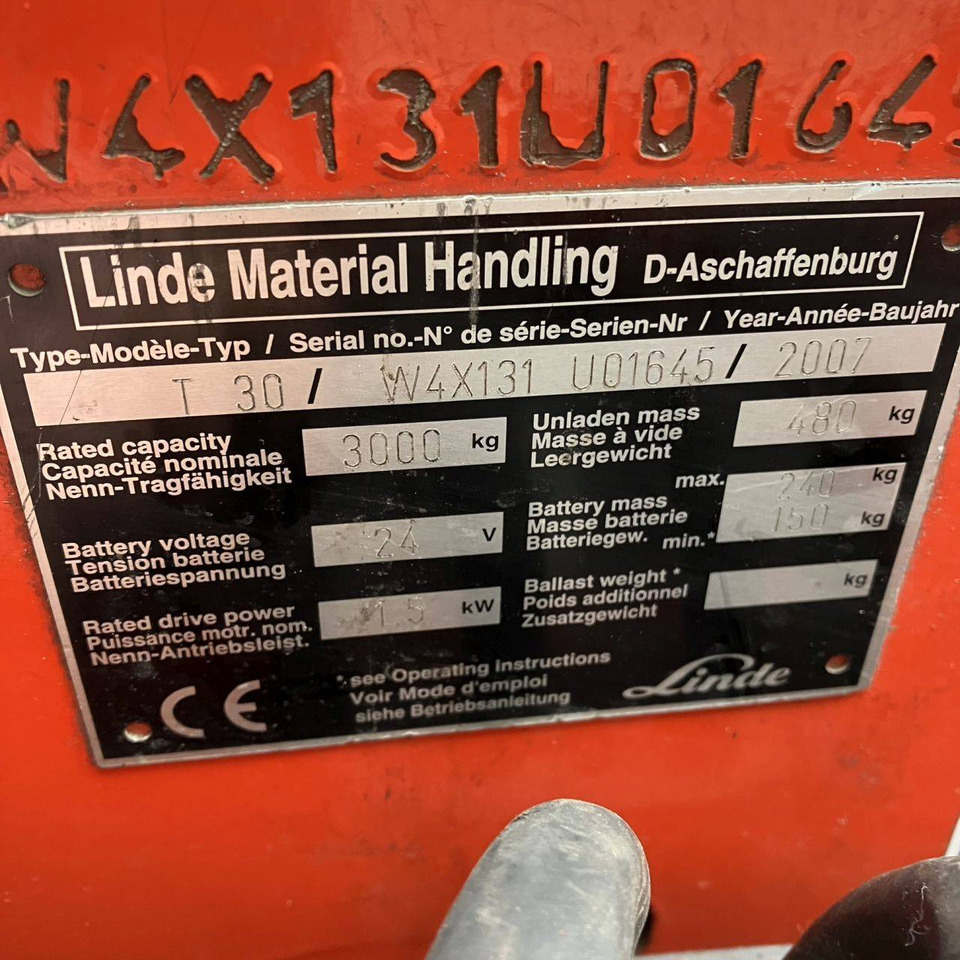 W4X131U01645
Linde Material Handling D-Aschaffenburg
Type-Modèle-Typ / Serial no.-N° de série-Serien-Nr / Year-Année-Baujahr
T 30 / W4X131 U01645 / 2007
Rated capacity
Capacité nominale
Nenn-Tragfähigkeit
3000 kg
Unladen mass
Masse à vide
Leergewicht
480 kg
Battery voltage
Tension batterie
Batteriespannung
24 V
Battery mass
Masse batterie
Batteriegew.
max. 240 kg
min.* 150 kg
Rated drive power
Puissance motr. nom.
Nenn-Antriebsleist.
1.5 kW
Ballast weight *
Poids additionnel
Zusatzgewicht
kg
CE
* see Operating instructions
Voir Mode d'emploi
siehe Betriebsanleitung
Linde